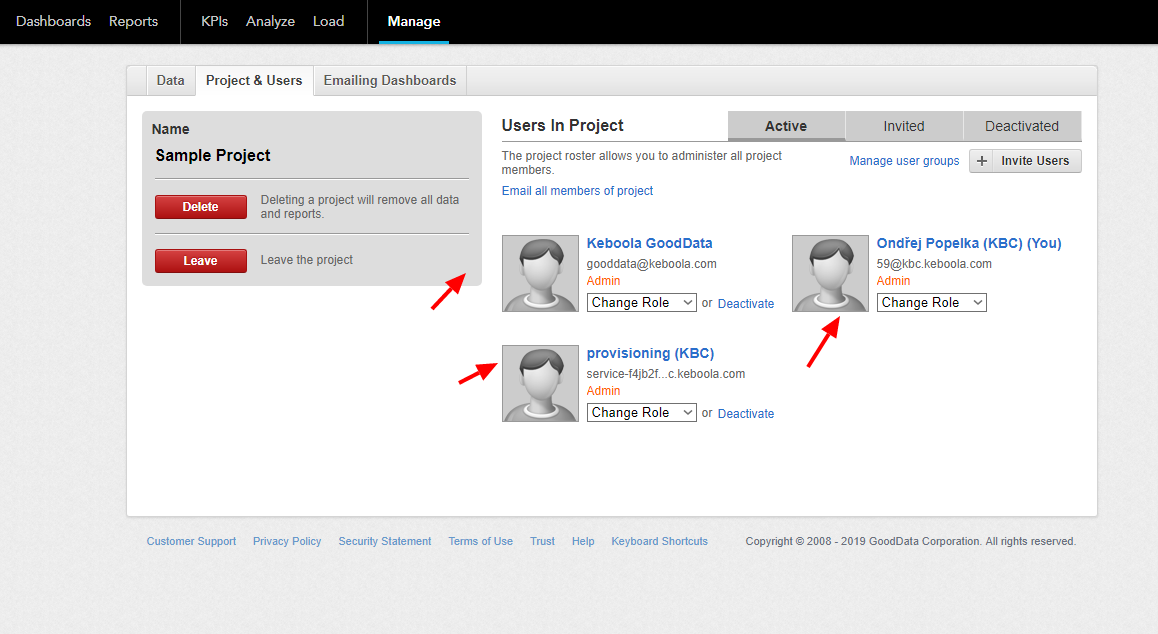 Dashboards Reports KPIs Analyze Load Manage
Data Project & Users Emailing Dashboards
Name
Sample Project
Delete
Deleting a project will remove all data
and reports.
Leave
Leave the project
Users In Project
Active Invited Deactivated
The project roster allows you to administer all project
members.
Manage user groups
+ Invite Users
Email all members of project
Keboola GoodData
gooddata@keboola.com
Admin
Change Role or Deactivate
Ondřej Popelka (KBC) (You)
59@kbc.keboola.com
Admin
Change Role
provisioning (KBC)
service-f4jb2f...c.keboola.com
Admin
Change Role or Deactivate
Customer Support Privacy Policy Security Statement Terms of Use Trust Help Keyboard Shortcuts Copyright © 2008 - 2019 GoodData Corporation. All rights reserved.